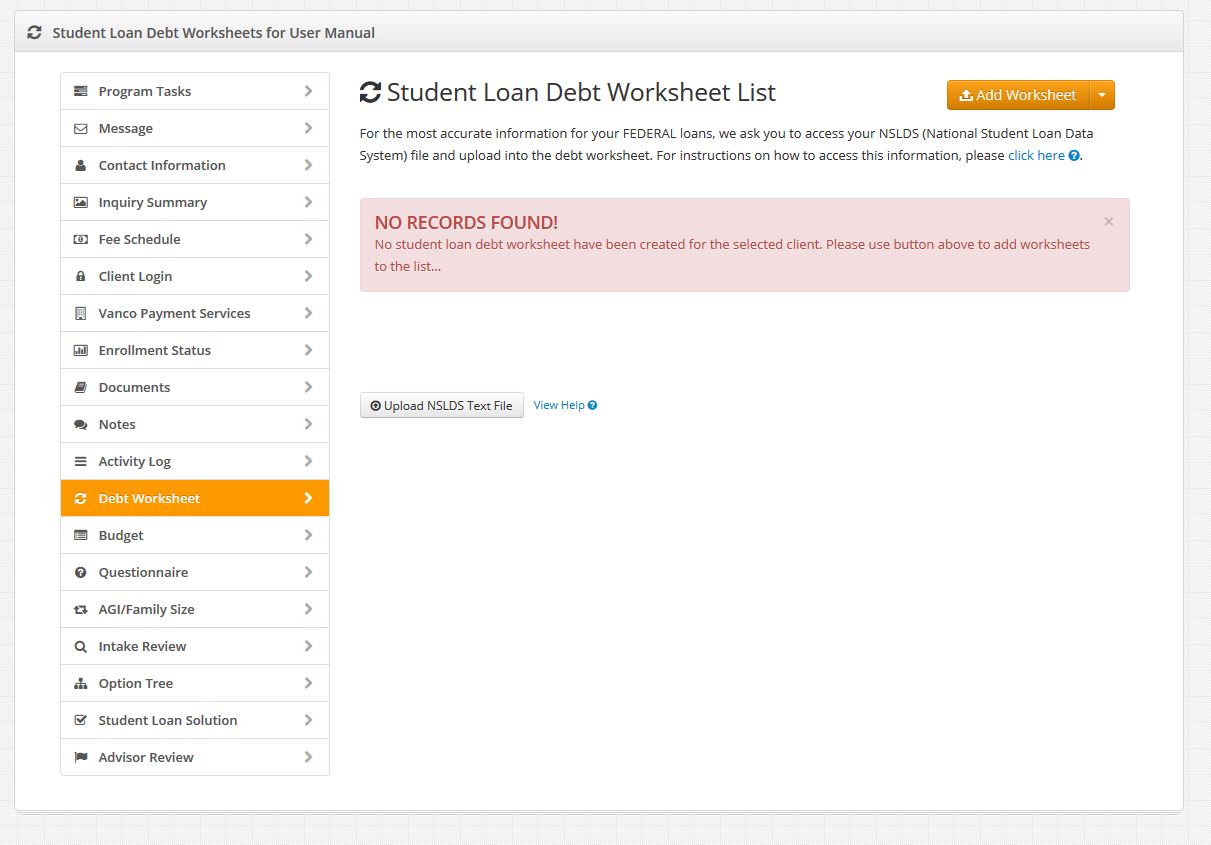 Student Loan Debt Worksheets for User Manual
Program Tasks
Message
Contact Information
Inquiry Summary
Fee Schedule
Client Login
Vanco Payment Services
Enrollment Status
Documents
Notes
Activity Log
Debt Worksheet
Budget
Questionnaire
AGI/Family Size
Intake Review
Option Tree
Student Loan Solution
Advisor Review
Student Loan Debt Worksheet List
Add Worksheet
For the most accurate information for your FEDERAL loans, we ask you to access your NSLDS (National Student Loan Data
System) file and upload into the debt worksheet. For instructions on how to access this information, please click here ?.
NO RECORDS FOUND!
×
No student loan debt worksheet have been created for the selected client. Please use button above to add worksheets
to the list...
Upload NSLDS Text File
View Help ?